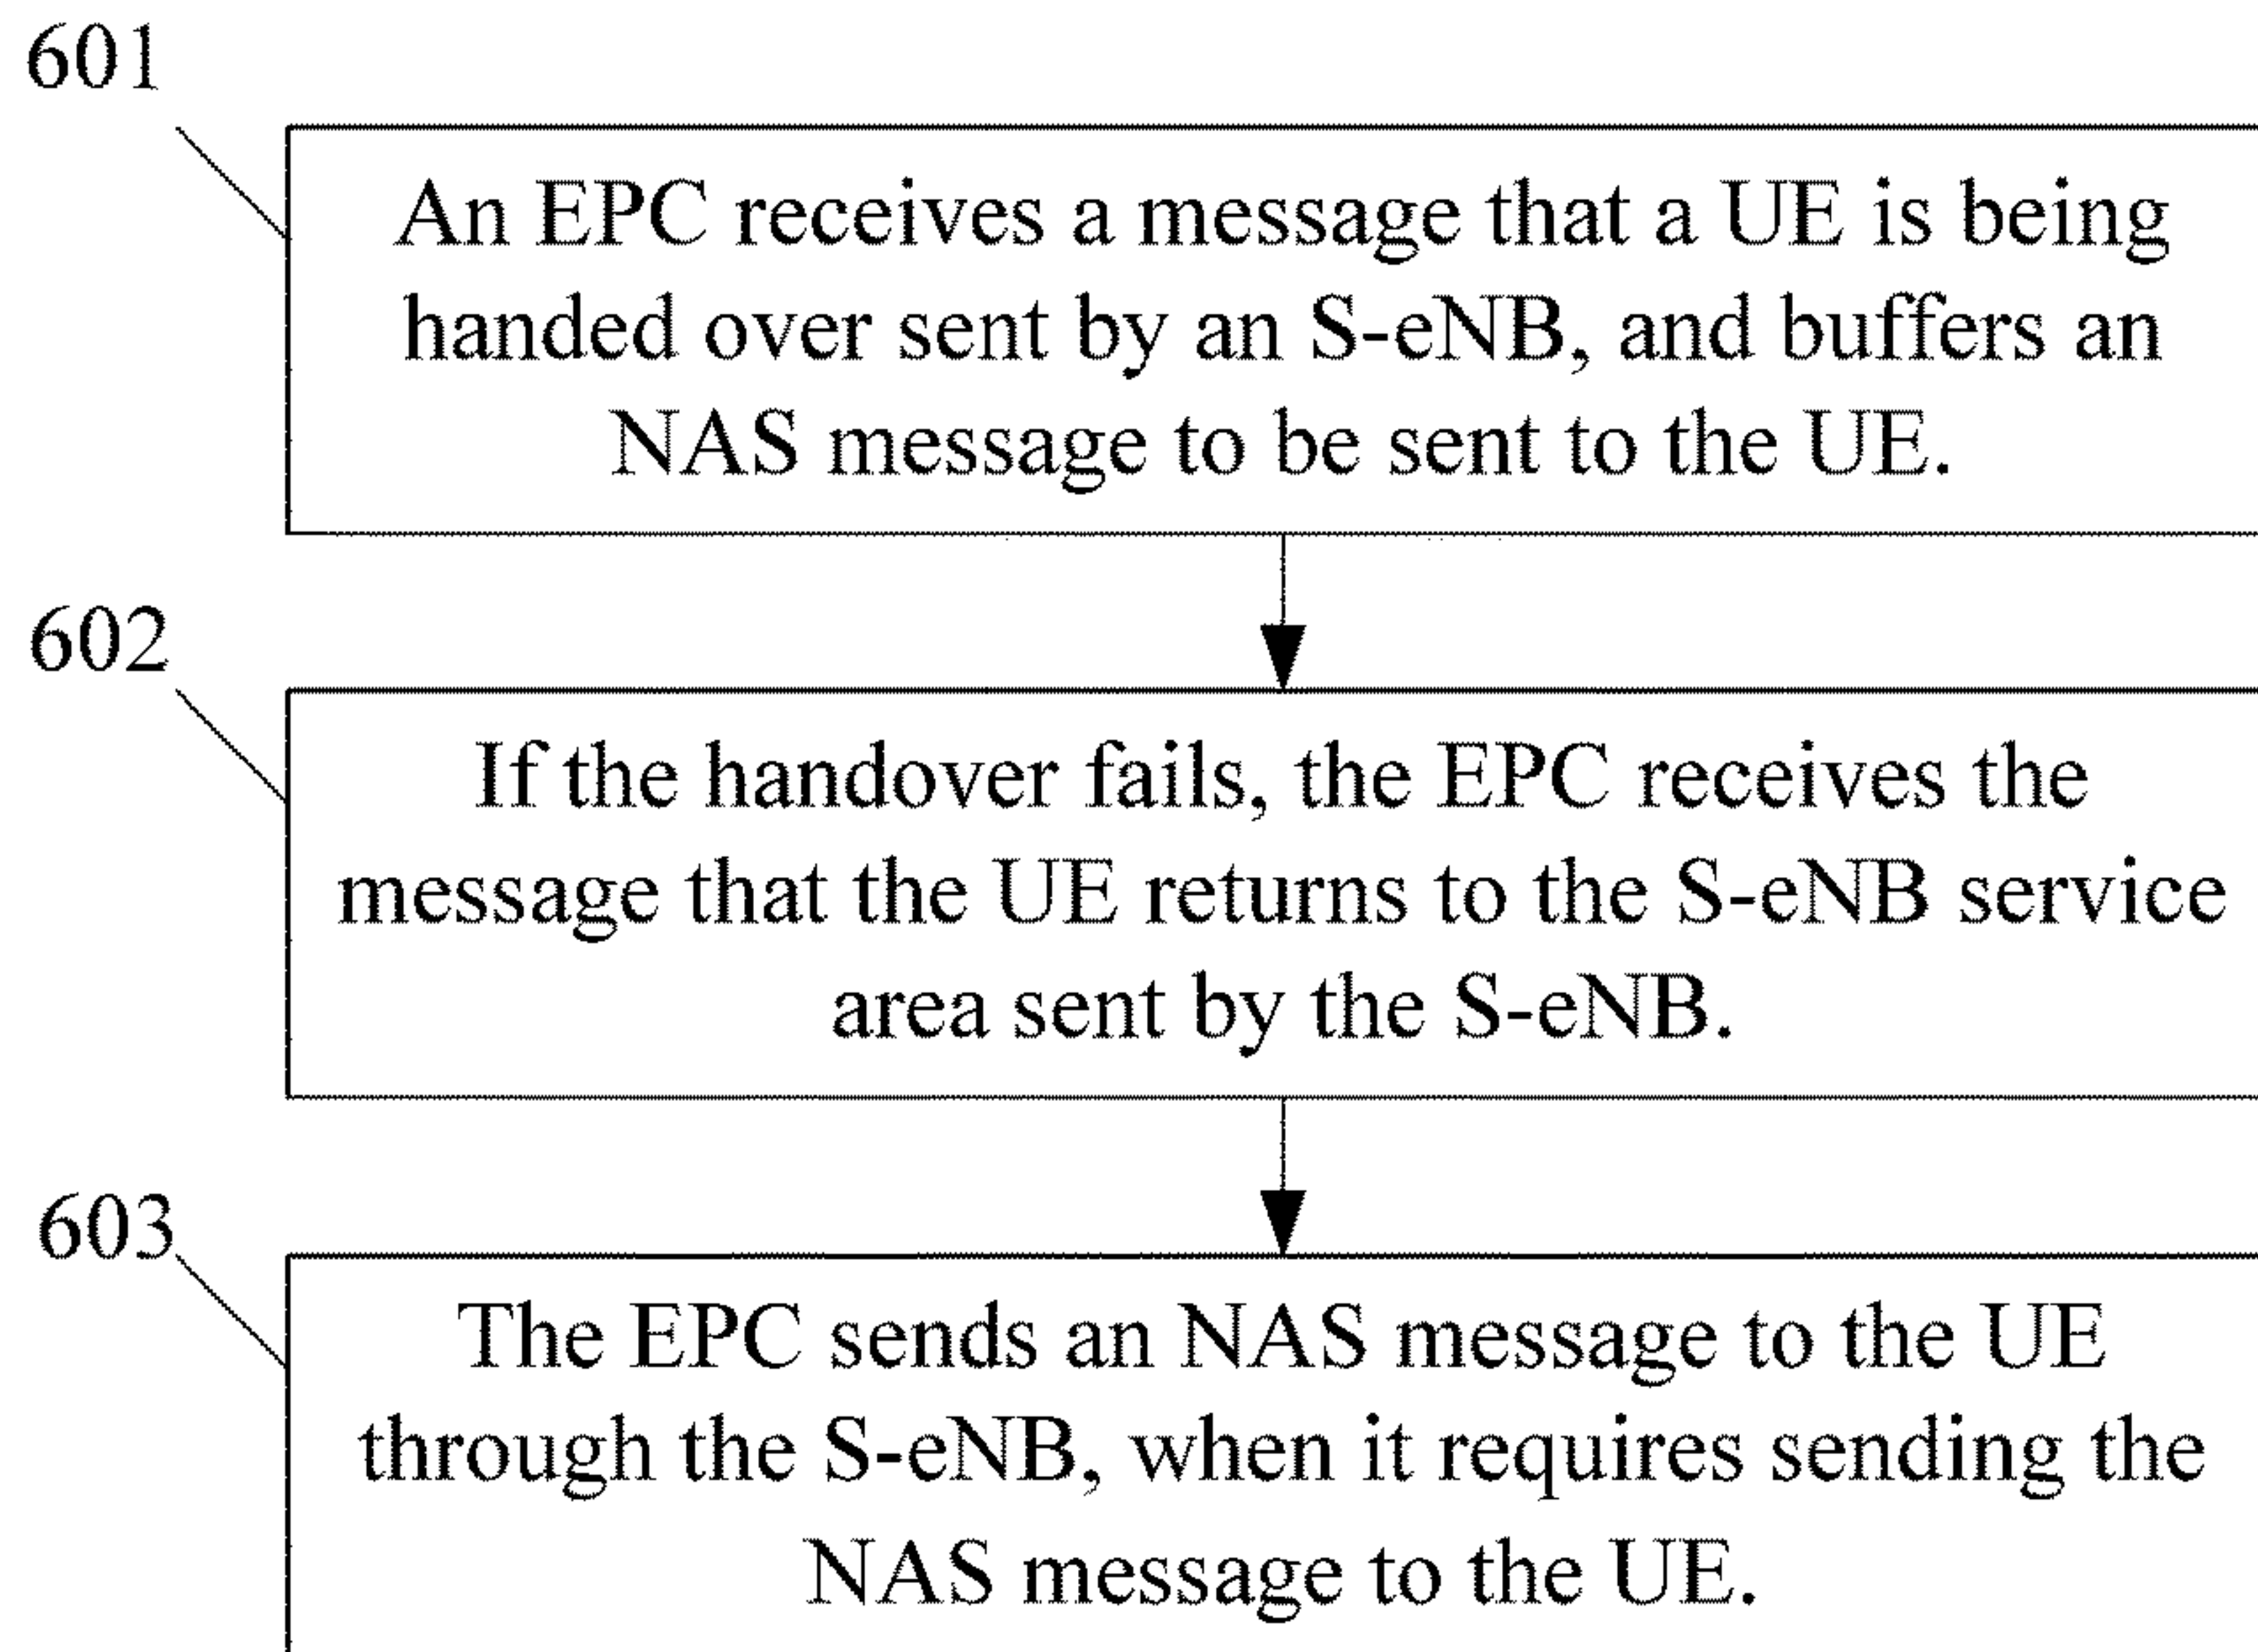 601
An EPC receives a message that a UE is being
handed over sent by an S-eNB, and buffers an
NAS message to be sent to the UE.
602
If the handover fails, the EPC receives the
message that the UE returns to the S-eNB service
area sent by the S-eNB.
603
The EPC sends an NAS message to the UE
through the S-eNB, when it requires sending the
NAS message to the UE.